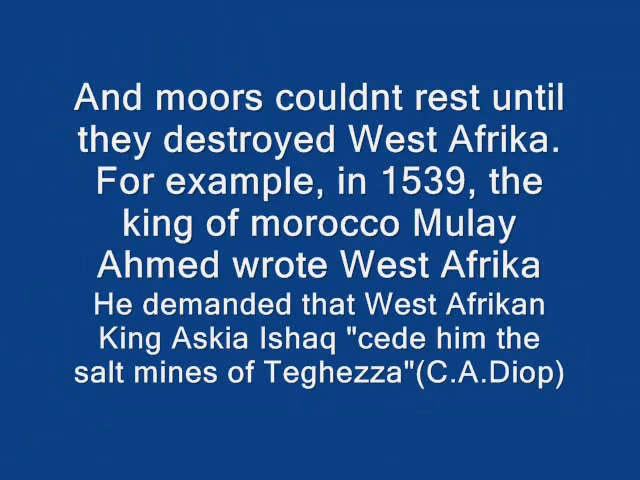 And moors couldnt rest until
they destroyed West Afrika.
For example, in 1539, the
king of morocco Mulay
Ahmed wrote West Afrika
He demanded that West Afrikan
King Askia Ishaq "cede him the
salt mines of Teghezza"(C.A.Diop)